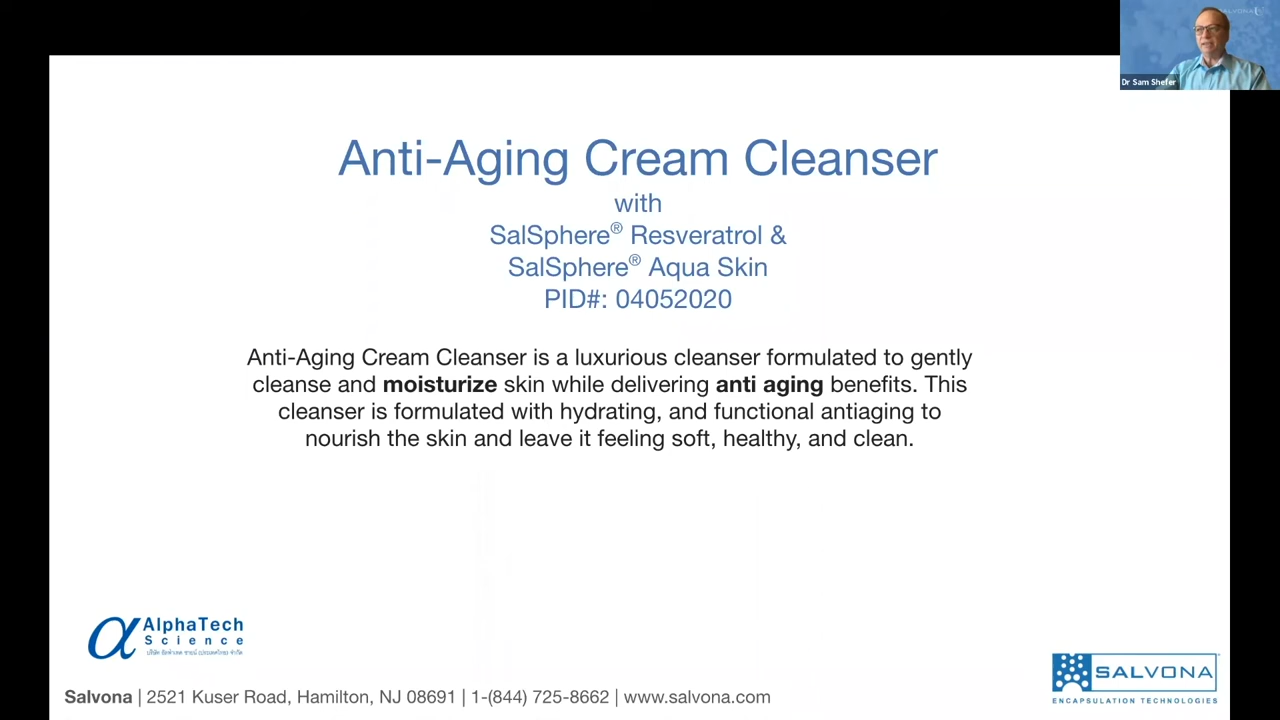 SALVONA
Dr Sam Shefer
Anti-Aging Cream Cleanser
with
SalSphere® Resveratrol &
SalSphere® Aqua Skin
PID#: 04052020
Anti-Aging Cream Cleanser is a luxurious cleanser formulated to gently
cleanse and moisturize skin while delivering anti aging benefits. This
cleanser is formulated with hydrating, and functional antiaging to
nourish the skin and leave it feeling soft, healthy, and clean.
α AlphaTech
Science
SALVONA
ENCAPSULATION TECHNOLOGIES
Salvona | 2521 Kuser Road, Hamilton, NJ 08691 | 1-(844) 725-8662 | www.salvona.com